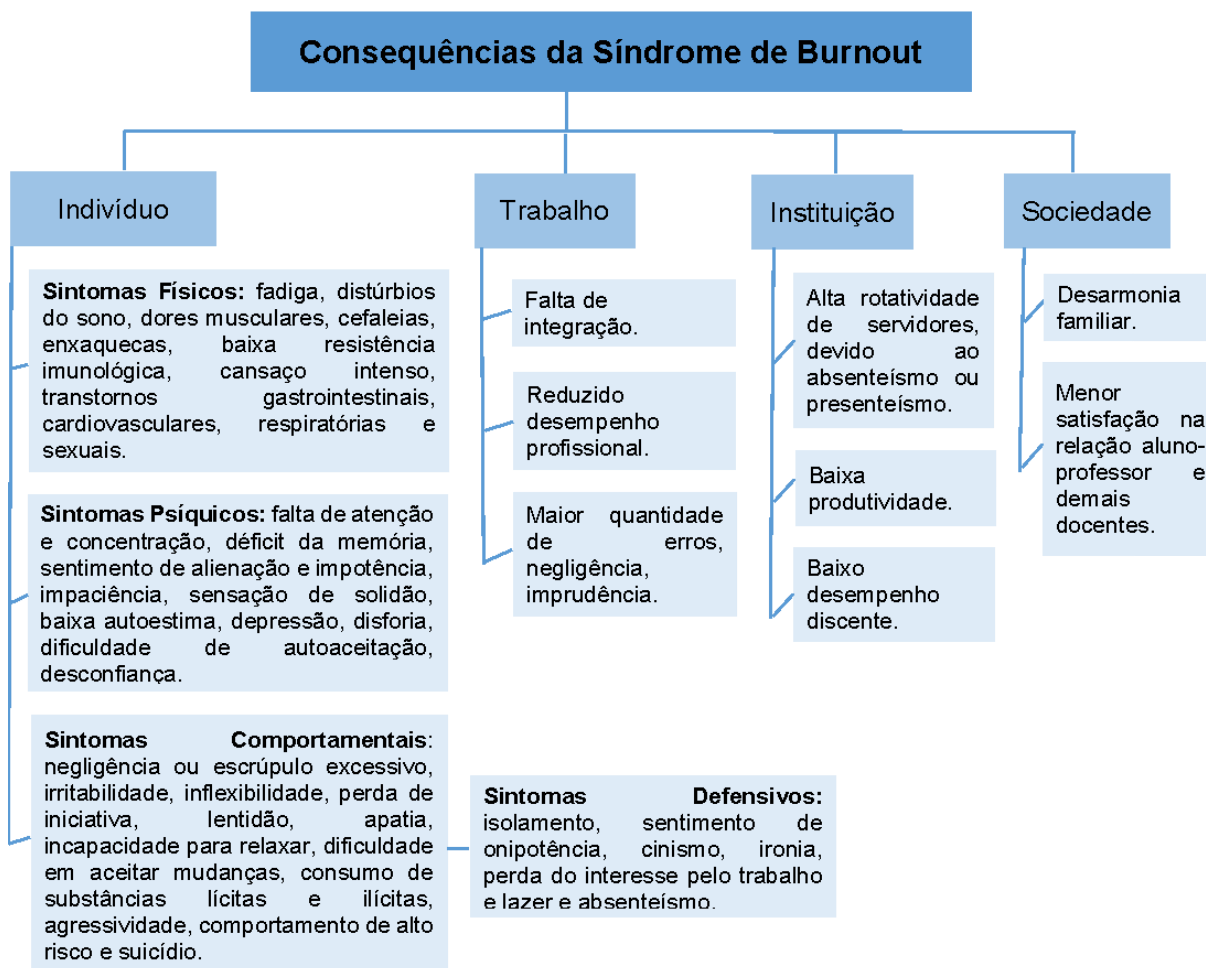 Consequências da Síndrome de Burnout
Indivíduo
Sintomas Físicos: fadiga, distúrbios
do sono, dores musculares, cefaleias,
enxaquecas, baixa resistência
imunológica, cansaço intenso,
transtornos gastrointestinais,
cardiovasculares, respiratórias e
sexuais.
Sintomas Psíquicos: falta de atenção
e concentração, déficit da memória,
sentimento de alienação e impotência,
impaciência, sensação de solidão,
baixa autoestima, depressão, disforia,
dificuldade de autoaceitação,
desconfiança.
Sintomas Comportamentais:
negligência ou escrúpulo excessivo,
irritabilidade, inflexibilidade, perda de
iniciativa, lentidão, apatia,
incapacidade para relaxar, dificuldade
em aceitar mudanças, consumo de
substâncias lícitas e ilícitas,
agressividade, comportamento de alto
risco e suicídio.
Sintomas Defensivos:
isolamento, sentimento de
onipotência, cinismo, ironia,
perda do interesse pelo trabalho
e lazer e absenteísmo.
Trabalho
Falta de
integração.
Reduzido
desempenho
profissional.
Maior quantidade
de erros,
negligência,
imprudência.
Instituição
Alta rotatividade
de servidores,
devido ao
absenteísmo ou
presenteísmo.
Baixa
produtividade.
Baixo
desempenho
discente.
Sociedade
Desarmonia
familiar.
Menor
satisfação na
relação aluno-
professor e
demais
docentes.